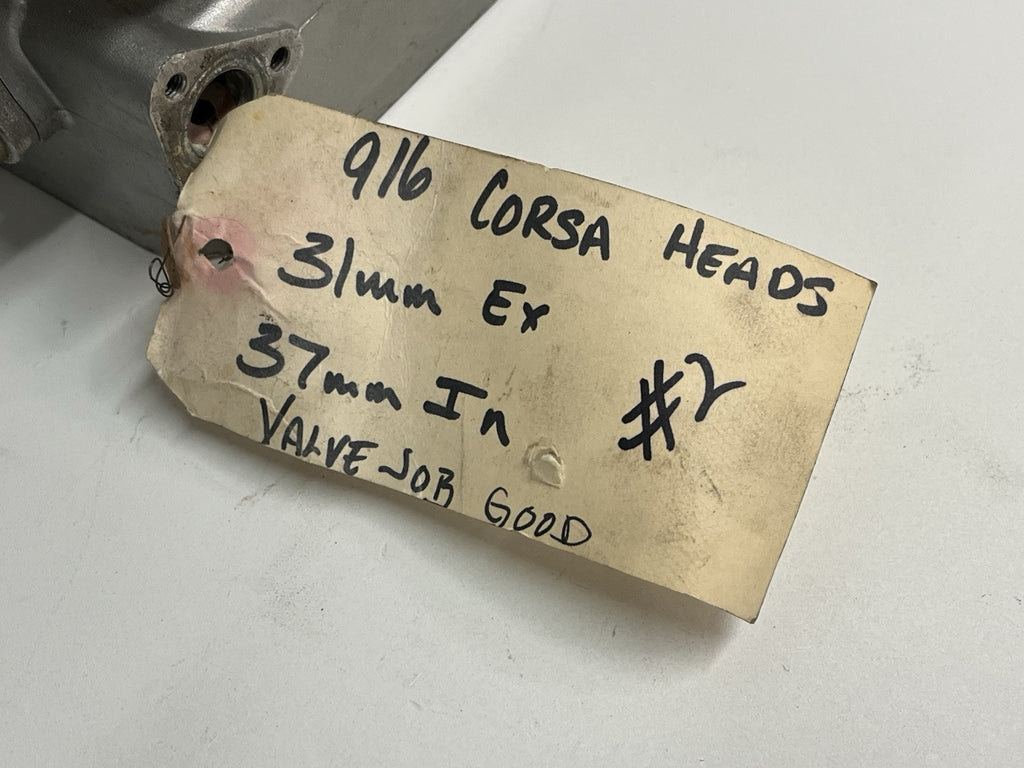 916 CORSA HEADS
31mm Ex
37mm In #2
VALVE JOB GOOD